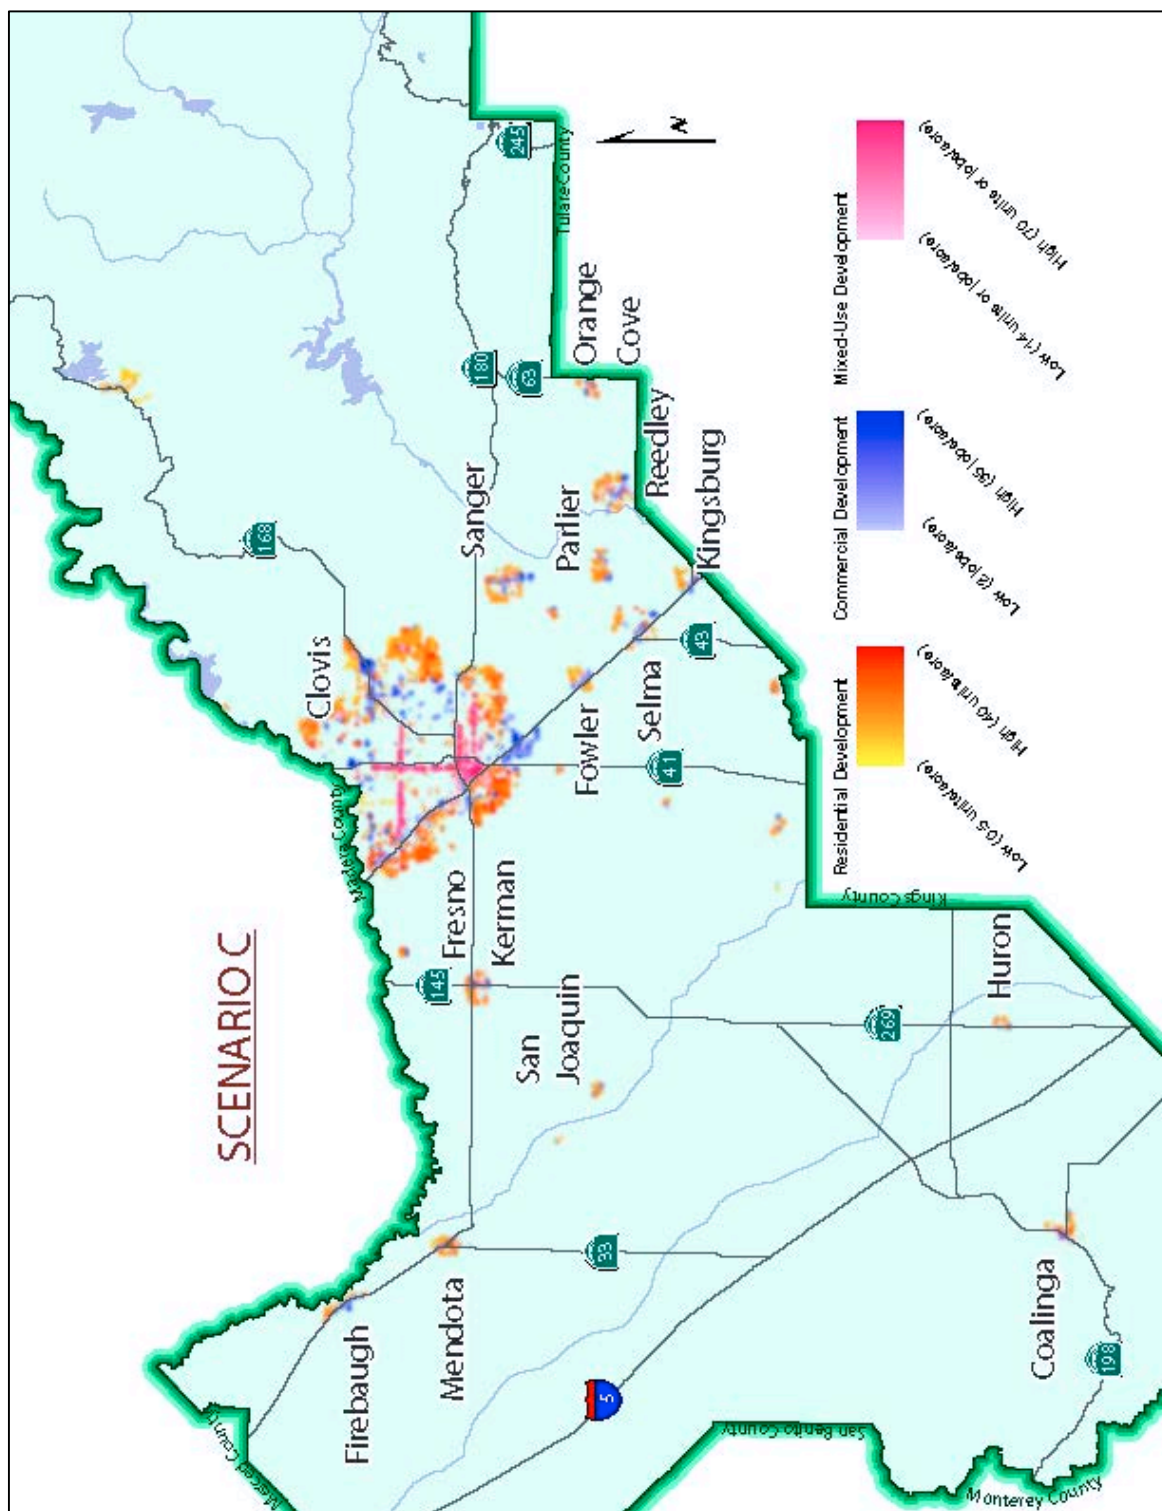 SCENARIO C
Merced County
Madera County
Firebaugh
Mendota
Fresno
Kerman
San
Joaquin
Clovis
Sanger
Parlier
Fowler
Selma
Reedley
Kingsburg
Orange
Cove
Huron
Coalinga
168
180
245
63
145
41
43
33
5
269
198
Tulare County
Kings County
San Benito County
Monterey County
N
Residential Development
Low (0.5 units/acre)
High (40 units/acre)
Commercial Development
Low (2 jobs/acre)
High (35 jobs/acre)
Mixed-Use Development
Low (14 units or jobs/acre)
High (70 units or jobs/acre)